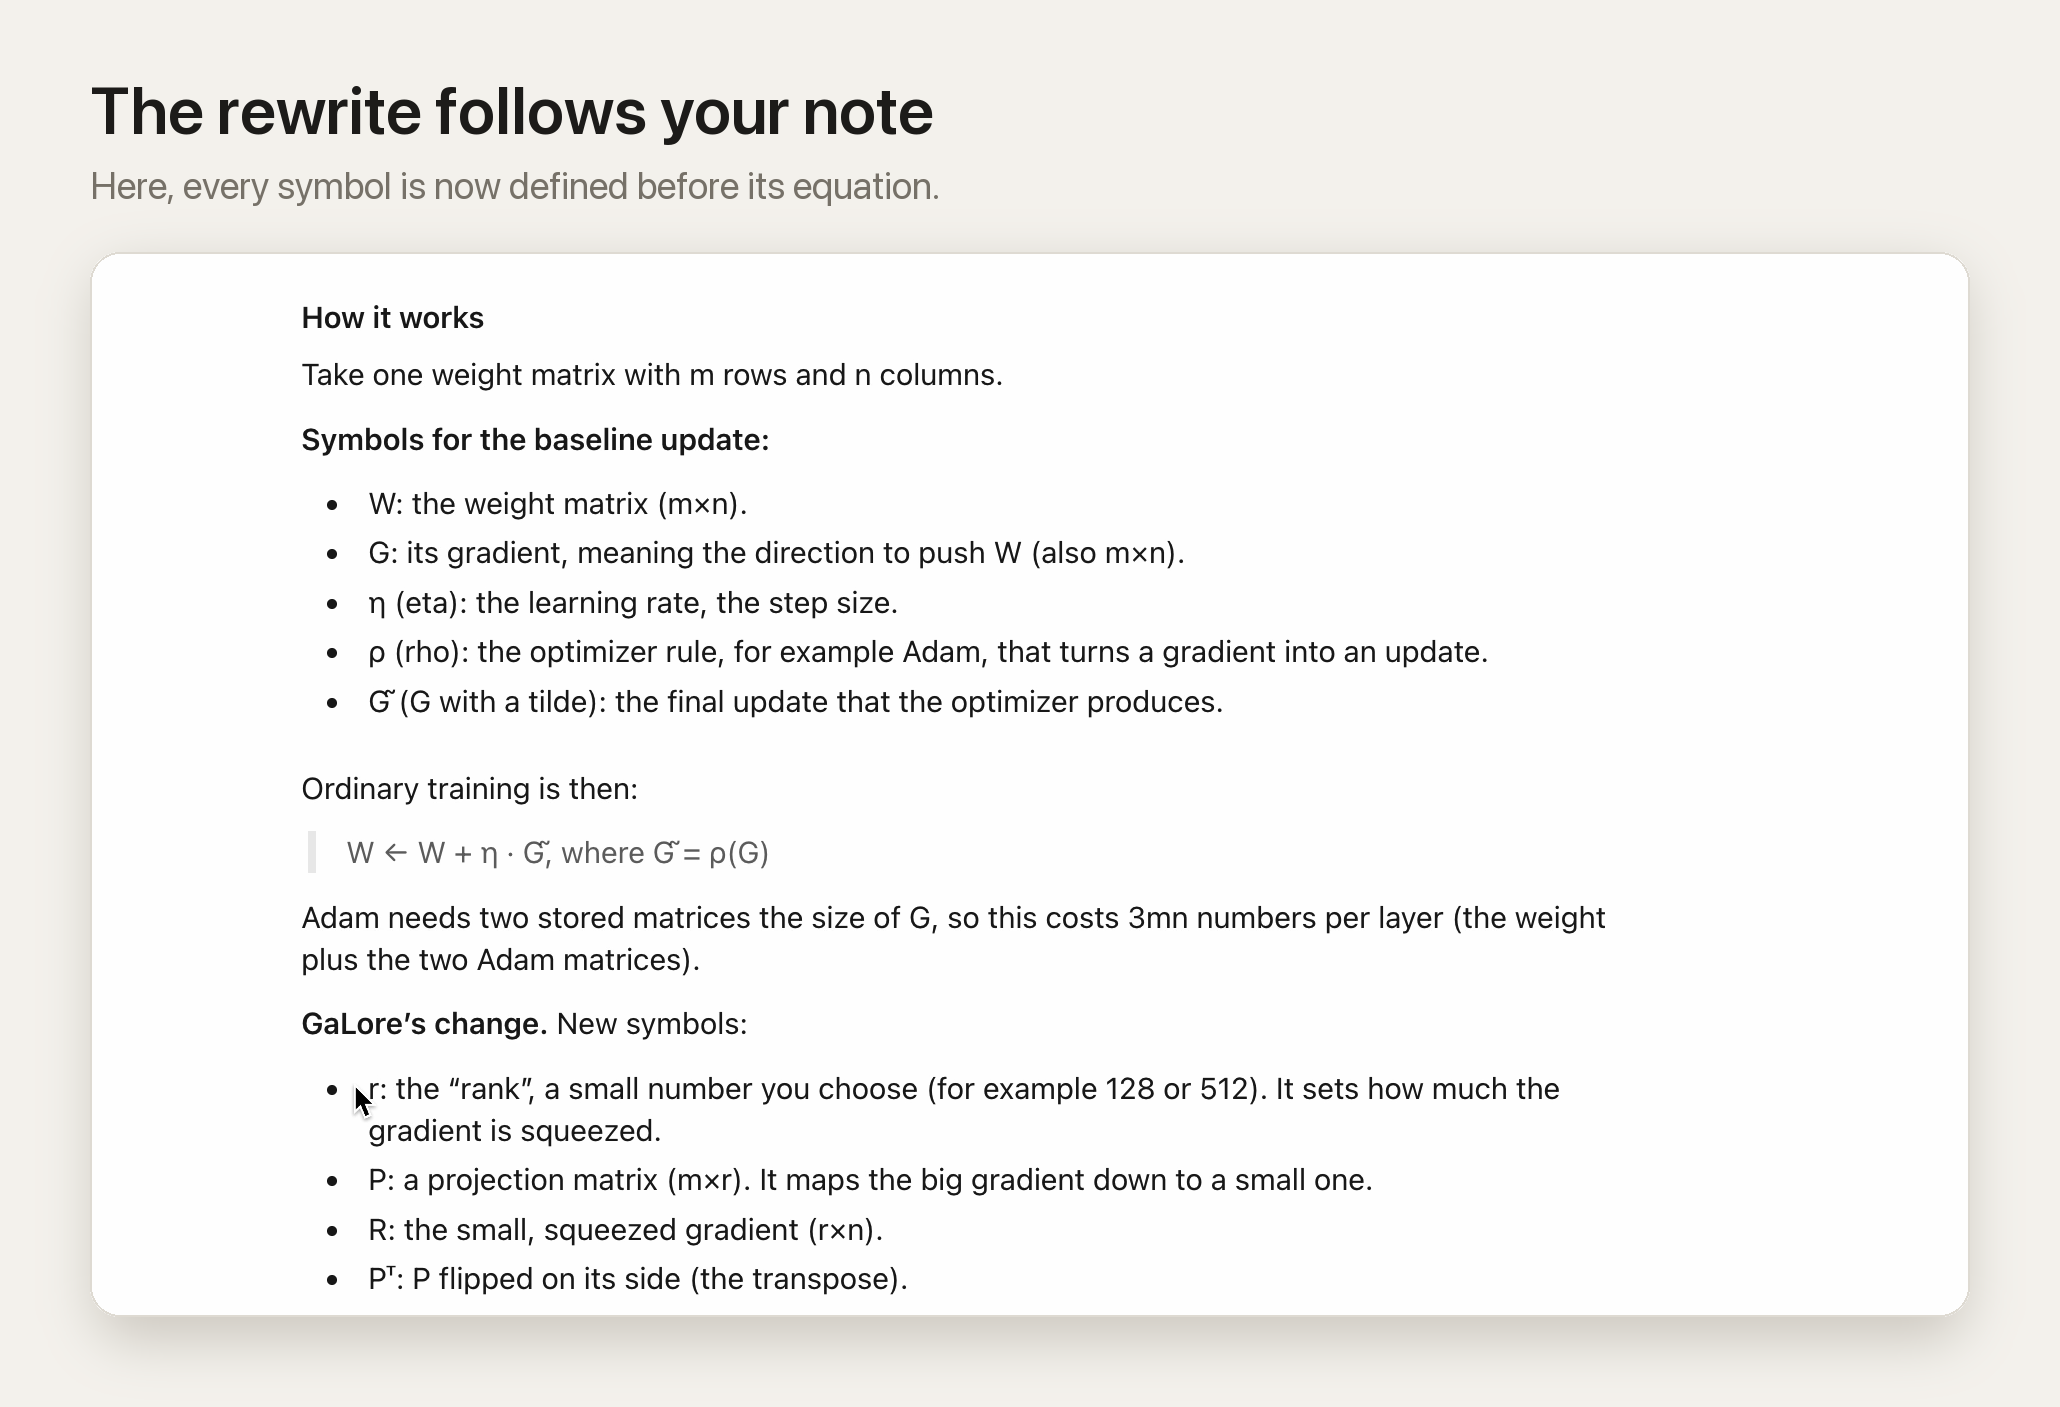 The rewrite follows your note
Here, every symbol is now defined before its equation.
How it works
Take one weight matrix with m rows and n columns.
Symbols for the baseline update:
• W: the weight matrix (m×n).
• G: its gradient, meaning the direction to push W (also m×n).
• η (eta): the learning rate, the step size.
• ρ (rho): the optimizer rule, for example Adam, that turns a gradient into an update.
• G̃ (G with a tilde): the final update that the optimizer produces.
Ordinary training is then:
W ← W + η · G̃, where G̃ = ρ(G)
Adam needs two stored matrices the size of G, so this costs 3mn numbers per layer (the weight
plus the two Adam matrices).
GaLore’s change. New symbols:
• r: the “rank”, a small number you choose (for example 128 or 512). It sets how much the
gradient is squeezed.
• P: a projection matrix (m×r). It maps the big gradient down to a small one.
• R: the small, squeezed gradient (r×n).
• Pᵀ: P flipped on its side (the transpose).